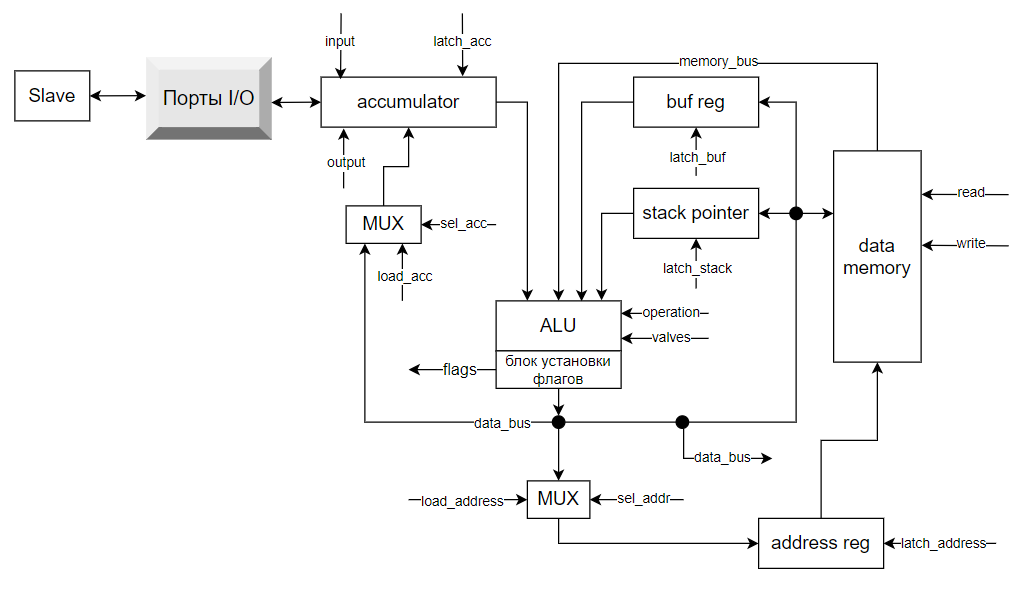 input
latch_acc
Slave
Порты I/O
accumulator
memory_bus
buf reg
output
latch_buf
MUX
sel_acc
stack pointer
read
write
data
memory
load_acc
latch_stack
ALU
operation
valves
блок установки
флагов
flags
data_bus
data_bus
load_address
MUX
sel_addr
address reg
latch_address